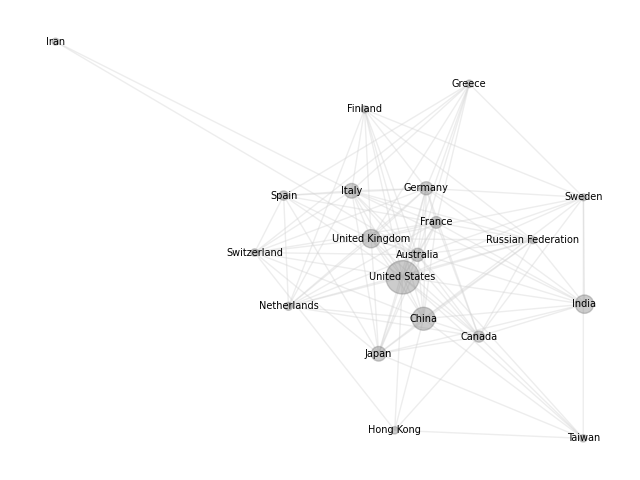 Iran
Greece
Finland
Italy
Germany
Spain
Sweden
France
United Kingdom
Russian Federation
Switzerland
Australia
United States
Netherlands
India
China
Canada
Japan
Hong Kong
Taiwan